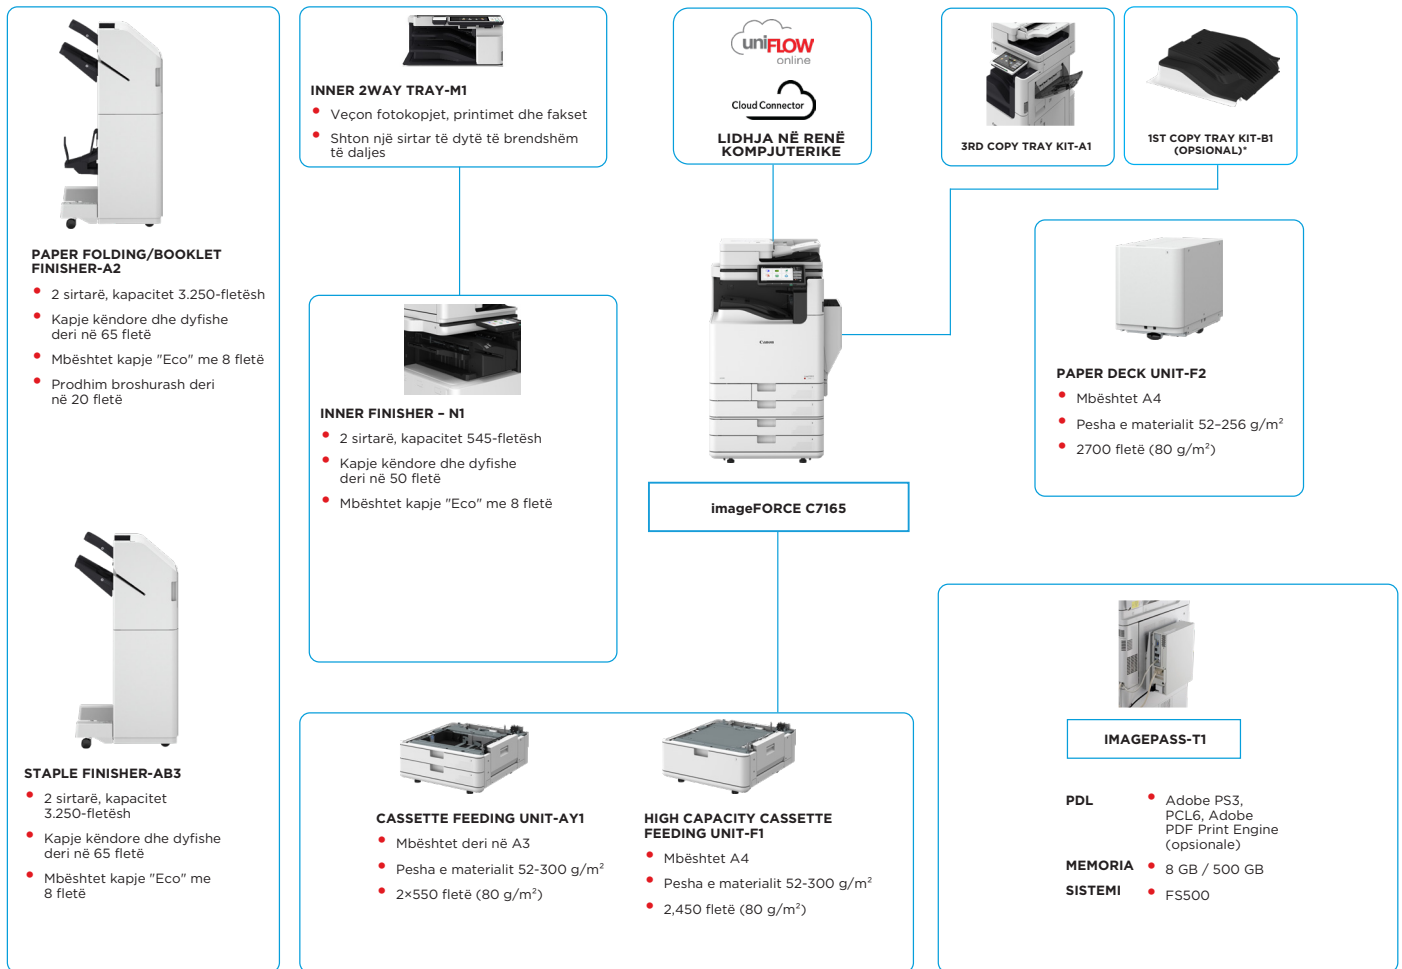 PAPER FOLDING/BOOKLET
FINISHER-A2
2 sirtarë, kapacitet 3.250-fletësh
Kapje këndore dhe dyfishe
deri në 65 fletë
Mbështet kapje "Eco" me 8 fletë
Prodhim broshurash deri
në 20 fletë
STAPLE FINISHER-AB3
2 sirtarë, kapacitet
3.250-fletësh
Kapje këndore dhe dyfishe
deri në 65 fletë
Mbështet kapje "Eco" me
8 fletë
INNER 2WAY TRAY-M1
Veçon fotokopjet, printimet dhe fakset
Shton një sirtar të dytë të brendshëm
të daljes
INNER FINISHER – N1
2 sirtarë, kapacitet 545-fletësh
Kapje këndore dhe dyfishe
deri në 50 fletë
Mbështet kapje "Eco" me 8 fletë
uniFLOW
online
Cloud Connector
LIDHJA NË RENË
KOMPJUTERIKE
Canon
imageFORCE C7165
3RD COPY TRAY KIT-A1
1ST COPY TRAY KIT-B1
(OPSIONAL)*
PAPER DECK UNIT-F2
Mbështet A4
Pesha e materialit 52–256 g/m²
2700 fletë (80 g/m²)
CASSETTE FEEDING UNIT-AY1
Mbështet deri në A3
Pesha e materialit 52-300 g/m²
2×550 fletë (80 g/m²)
HIGH CAPACITY CASSETTE
FEEDING UNIT-F1
Mbështet A4
Pesha e materialit 52-300 g/m²
2,450 fletë (80 g/m²)
IMAGEPASS-T1
PDL
Adobe PS3,
PCL6, Adobe
PDF Print Engine
(opsionale)
MEMORIA
8 GB / 500 GB
SISTEMI
FS500